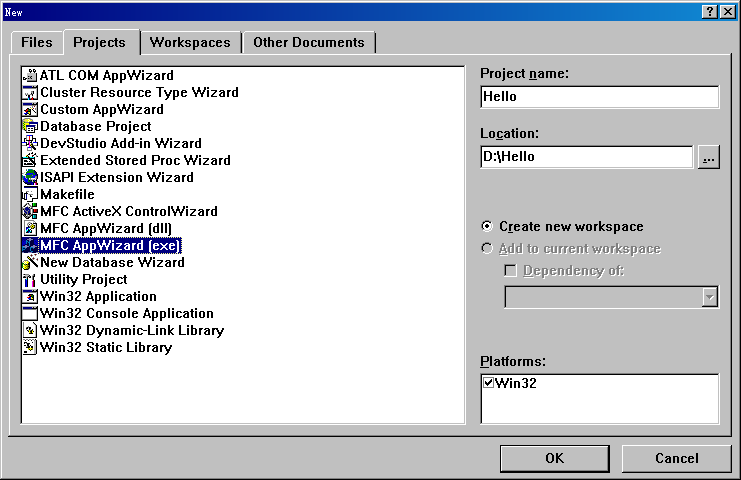 New
Files
Projects
Workspaces
Other Documents
ATL COM AppWizard
Cluster Resource Type Wizard
Custom AppWizard
Database Project
DevStudio Add-in Wizard
Extended Stored Proc Wizard
ISAPI Extension Wizard
Makefile
MFC ActiveX ControlWizard
MFC AppWizard (dll)
MFC AppWizard (exe)
New Database Wizard
Utility Project
Win32 Application
Win32 Console Application
Win32 Dynamic-Link Library
Win32 Static Library
Project name:
Hello
Location:
D:\Hello
...
Create new workspace
Add to current workspace
Dependency of:
Platforms:
Win32
OK
Cancel